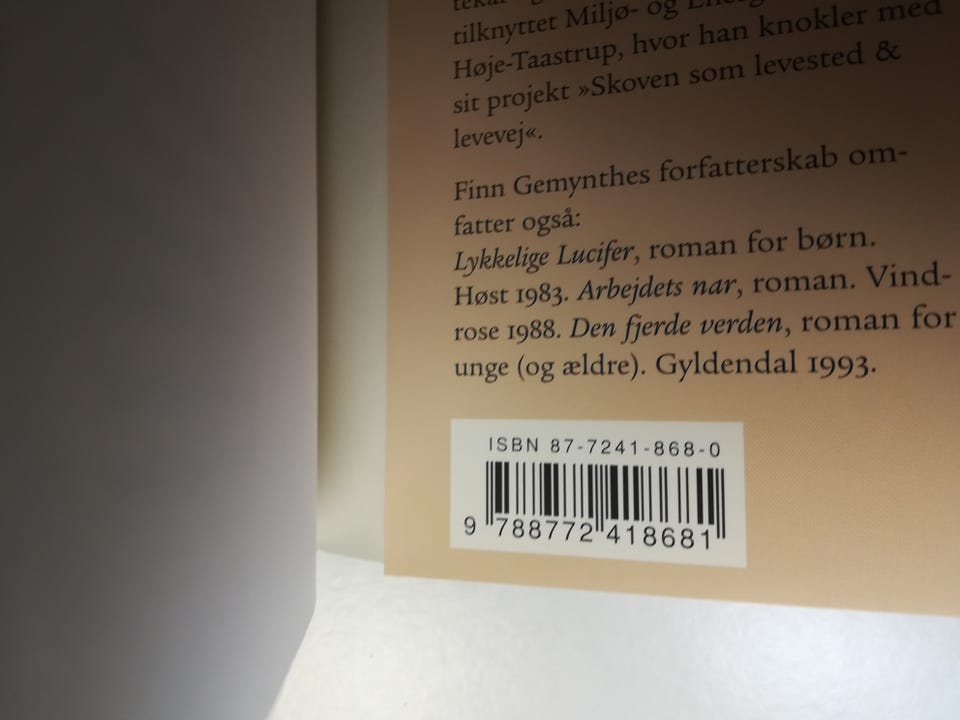 tilknyttet Miljø- og
Høje-Taastrup, hvor han knokler med
sit projekt »Skoven som levested &
levevej«.
Finn Gemynthes forfatterskab om-
fatter også:
Lykkelige Lucifer, roman for børn.
Høst 1983. Arbejdets nar, roman. Vind-
rose 1988. Den fjerde verden, roman for
unge (og ældre). Gyldendal 1993.
ISBN 87-7241-868-0
9 788772 418681